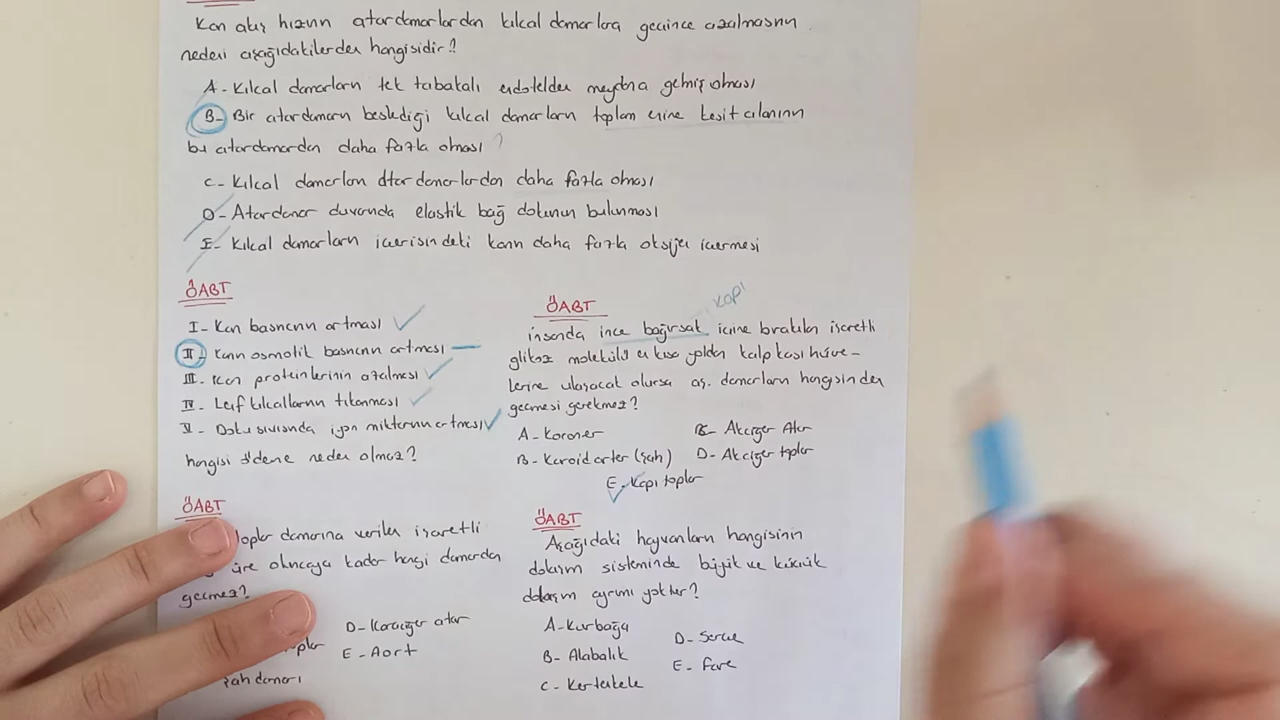 Kan akış hızının atardamarlardan kılcal damarlara geçince azalmasının
nedeni aşağıdakilerden hangisidir?
A- Kılcal damarların tek tabakalı endotelden meydana gelmiş olması
B- Bir atardamarın beslediği kılcal damarların toplam enine kesit alanının
bu atardamardan daha fazla olması ?
C- Kılcal damarların atardamarlardan daha fazla olması
D- Atardamar duvarında elastik bağ dokunun bulunması
E- Kılcal damarların içerisindeki kanın daha fazla oksijen içermesi
ÖABT
I- Kan basıncının artması
II- Kanın osmotik basıncının artması
III- Kan proteinlerinin azalması
IV- Lenf kılcallarının tıkanması
V- Doku sıvısında iyon miktarının artması
hangisi ödeme neden olmaz?
ÖABT
kapı
İnsanda ince bağırsak içine bırakılan işaretli
glikoz molekülü en kısa yoldan kalp kası hücre-
lerine ulaşacak olursa aş. damarların hangisinden
geçmesi gerekmez?
A- Koroner
B- Karoid arter (şah)
C- Akciğer Atar
D- Akciğer toplar
E- Kapı toplar
ÖABT
toplar damarına verilen işaretli
üre oluncaya kadar hangi damardan
geçmez?
D- Karaciğer atar
E- Aort
şah damarı
ÖABT
Aşağıdaki hayvanların hangisinin
dolaşım sisteminde büyük ve küçük
dolaşım ayrımı yoktur?
A- Kurbağa
B- Alabalık
C- Kertenkele
D- Serçe
E- Fare